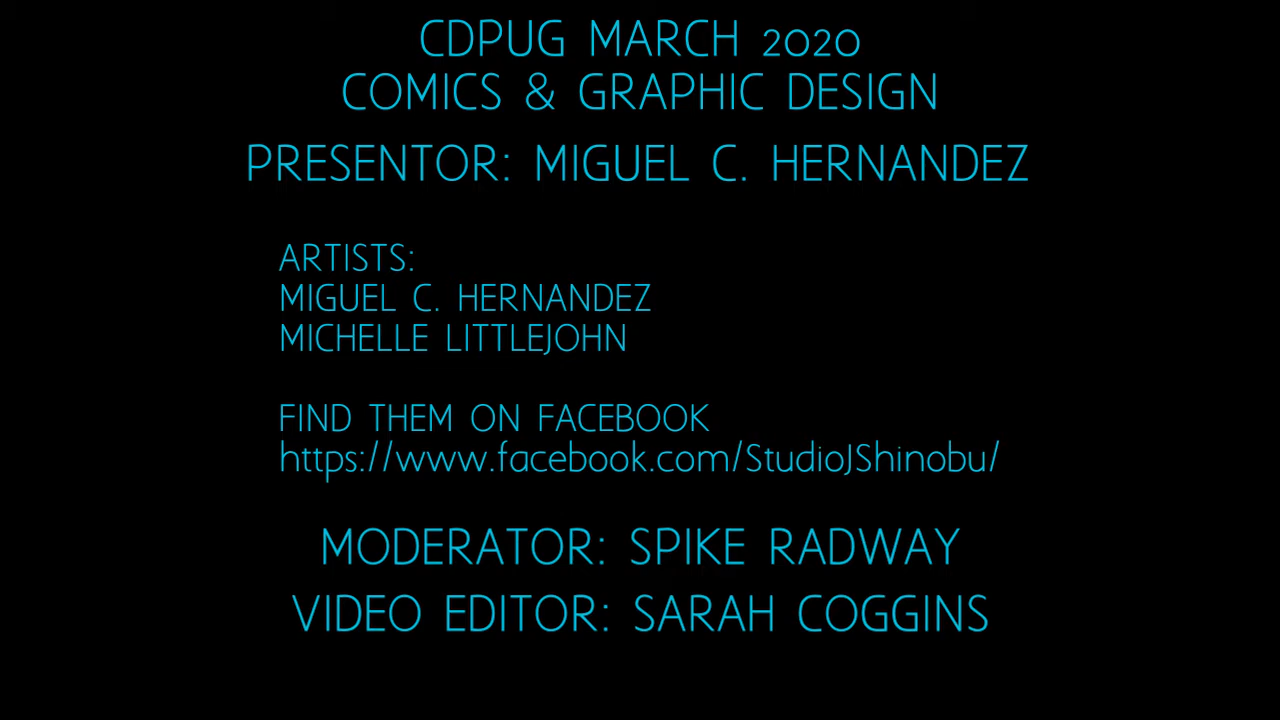 CDPUG MARCH 2020
COMICS & GRAPHIC DESIGN
PRESENTOR: MIGUEL C. HERNANDEZ
ARTISTS:
MIGUEL C. HERNANDEZ
MICHELLE LITTLEJOHN
FIND THEM ON FACEBOOK
https://www.facebook.com/StudioJShinobu/
MODERATOR: SPIKE RADWAY
VIDEO EDITOR: SARAH COGGINS